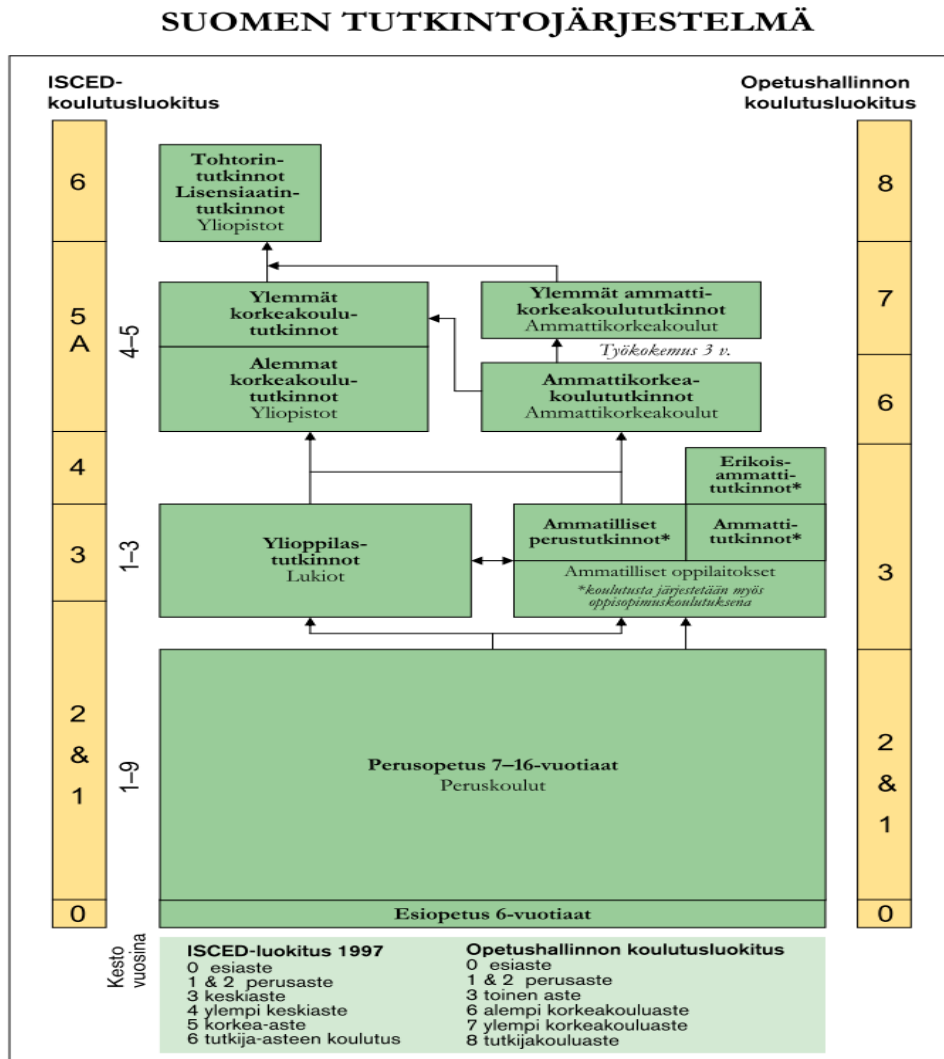 SUOMEN TUTKINTOJÄRJESTELMÄ
ISCED-
koulutusluokitus
Opetushallinnon
koulutusluokitus
6
5
A
4
3
2
&
1
0
4–5
1–3
1–9
Kesto
vuosina
8
7
6
3
2
&
1
0
Tohtorin-
tutkinnot
Lisensiaatin-
tutkinnot
Yliopistot
Ylemmät
korkeakoulu-
tutkinnot
Alemmat
korkeakoulu-
tutkinnot
Yliopistot
Ylemmät ammatti-
korkeakoulututkinnot
Ammattikorkeakoulut
Työkokemus 3 v.
Ammattikorkea-
koulututkinnot
Ammattikorkeakoulut
Erikois-
ammatti-
tutkinnot*
Ylioppilas-
tutkinnot
Lukiot
Ammatilliset
perustutkinnot*
Ammatti-
tutkinnot*
Ammatilliset oppilaitokset
*koulutusta järjestetään myös
oppisopimuskoulutuksena
Perusopetus 7–16-vuotiaat
Peruskoulut
Esiopetus 6-vuotiaat
ISCED-luokitus 1997
0 esiaste
1 & 2 perusaste
3 keskiaste
4 ylempi keskiaste
5 korkea-aste
6 tutkija-asteen koulutus
Opetushallinnon koulutusluokitus
0 esiaste
1 & 2 perusaste
3 toinen aste
6 alempi korkeakouluaste
7 ylempi korkeakouluaste
8 tutkijakouluaste